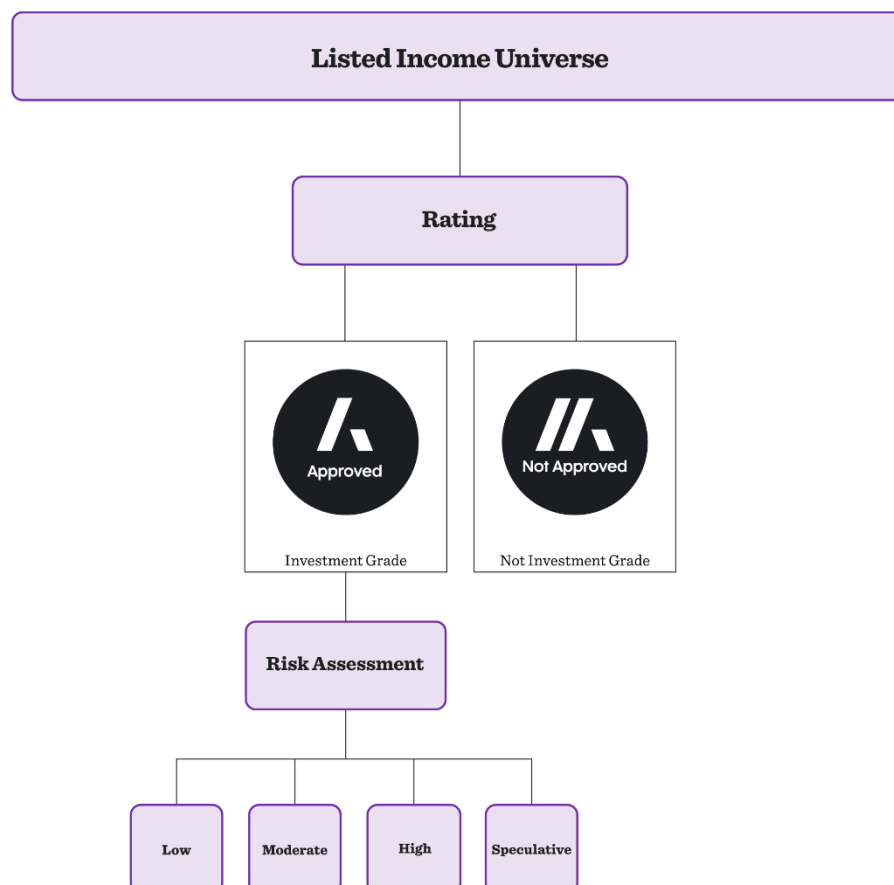 Listed Income Universe
Rating
Approved
Not Approved
Investment Grade
Not Investment Grade
Risk Assessment
Low
Moderate
High
Speculative